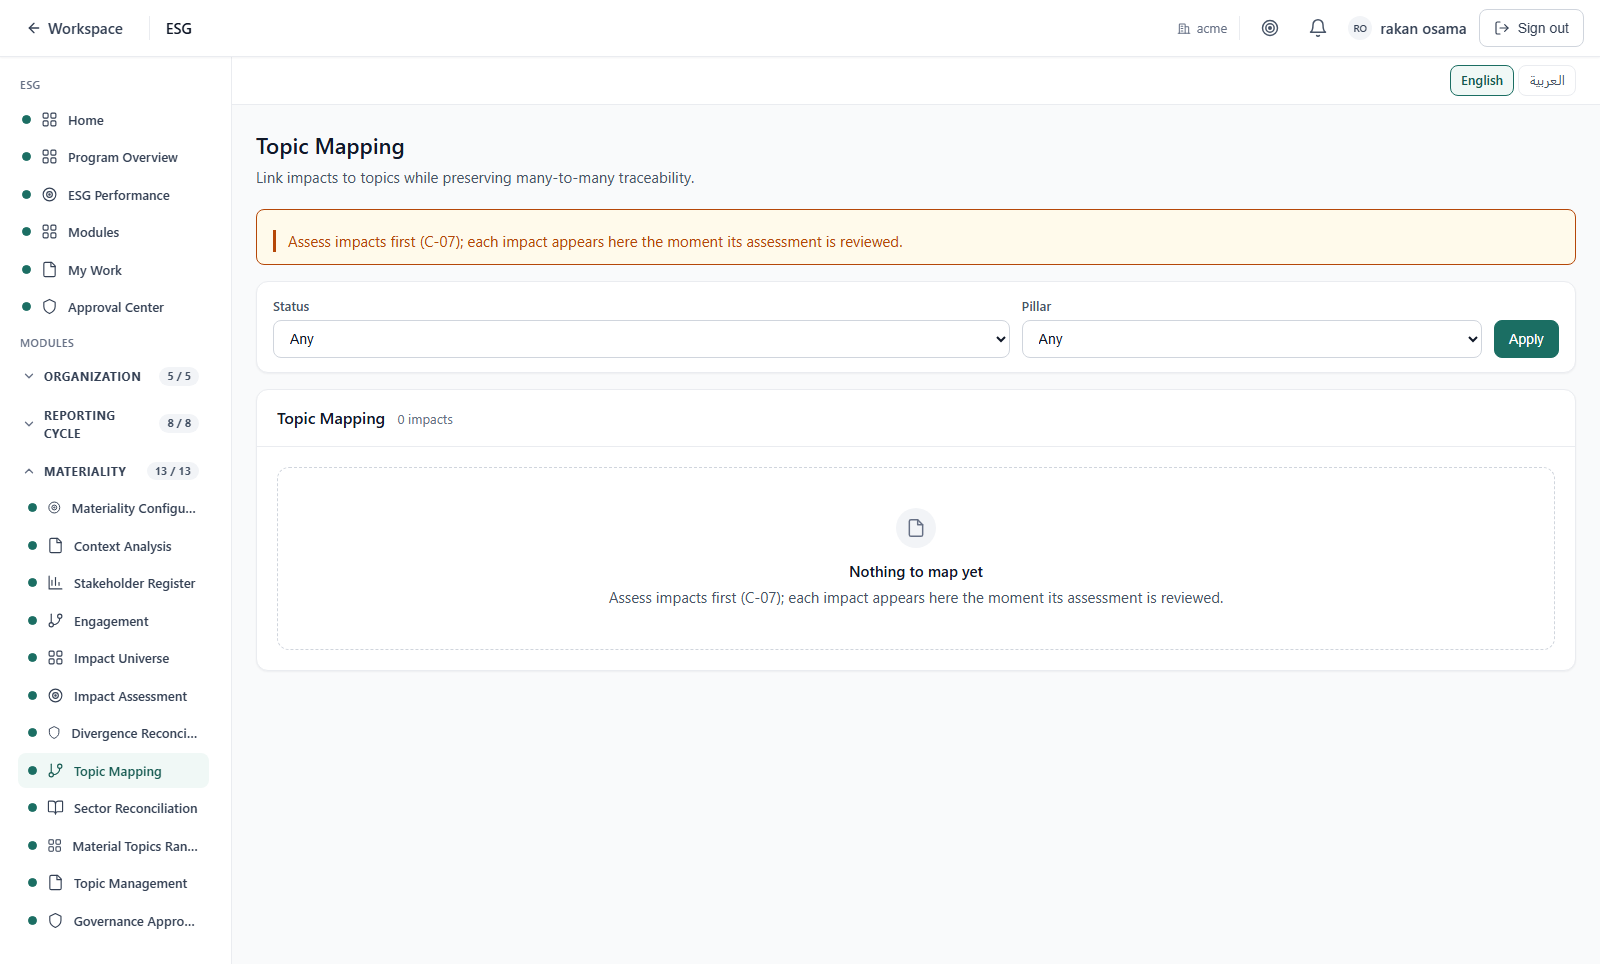 Workspace
ESG
acme
RO
rakan osama
Sign out
English
العربية
ESG
Home
Program Overview
ESG Performance
Modules
My Work
Approval Center
MODULES
ORGANIZATION
5 / 5
REPORTING
CYCLE
8 / 8
MATERIALITY
13 / 13
Materiality Configu...
Context Analysis
Stakeholder Register
Engagement
Impact Universe
Impact Assessment
Divergence Reconci...
Topic Mapping
Sector Reconciliation
Material Topics Ran...
Topic Management
Governance Appro...
Topic Mapping
Link impacts to topics while preserving many-to-many traceability.
Assess impacts first (C-07); each impact appears here the moment its assessment is reviewed.
Status
Pillar
Any
Any
Apply
Topic Mapping
0 impacts
Nothing to map yet
Assess impacts first (C-07); each impact appears here the moment its assessment is reviewed.